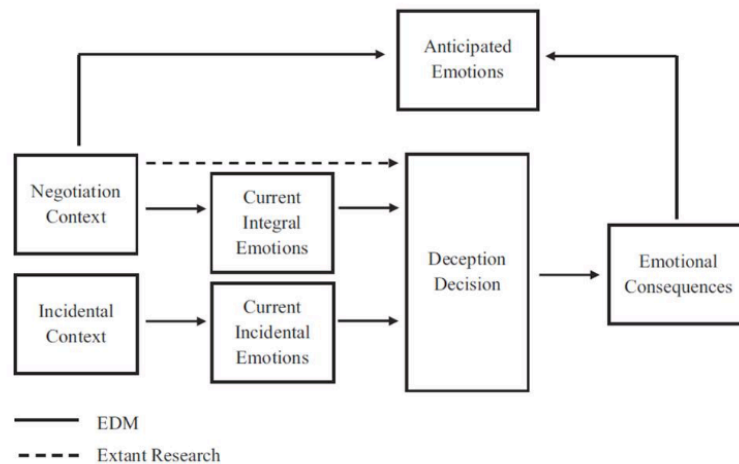 Anticipated
Emotions
Negotiation
Context
Current
Integral
Emotions
Deception
Decision
Emotional
Consequences
Incidental
Context
Current
Incidental
Emotions
EDM
Extant Research